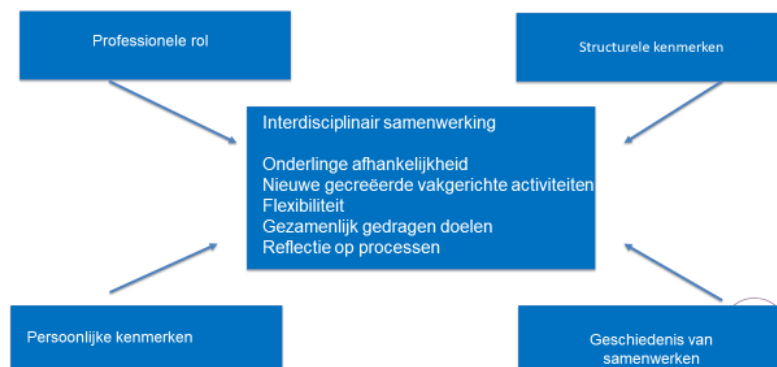 Professionele rol
Structurele kenmerken
Interdisciplinair samenwerking
Onderlinge afhankelijkheid
Nieuwe gecreëerde vakgerichte activiteiten
Flexibiliteit
Gezamenlijk gedragen doelen
Reflectie op processen
Persoonlijke kenmerken
Geschiedenis van
samenwerken